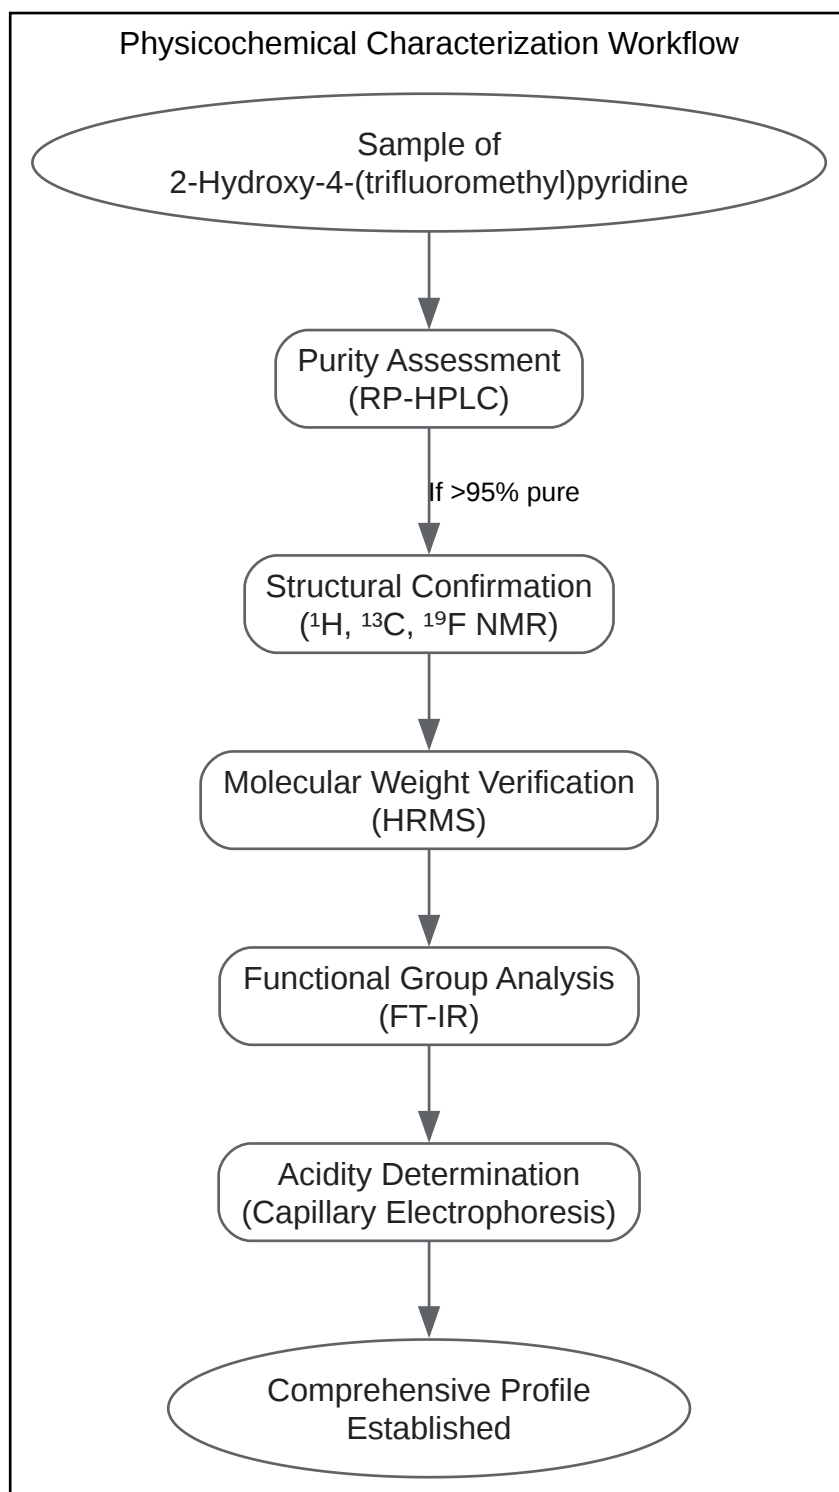 Physicochemical Characterization Workflow
Sample of
2-Hydroxy-4-(trifluoromethyl)pyridine
Purity Assessment
(RP-HPLC)
If >95% pure
Structural Confirmation
(¹H, ¹³C, ¹⁹F NMR)
Molecular Weight Verification
(HRMS)
Functional Group Analysis
(FT-IR)
Acidity Determination
(Capillary Electrophoresis)
Comprehensive Profile
Established